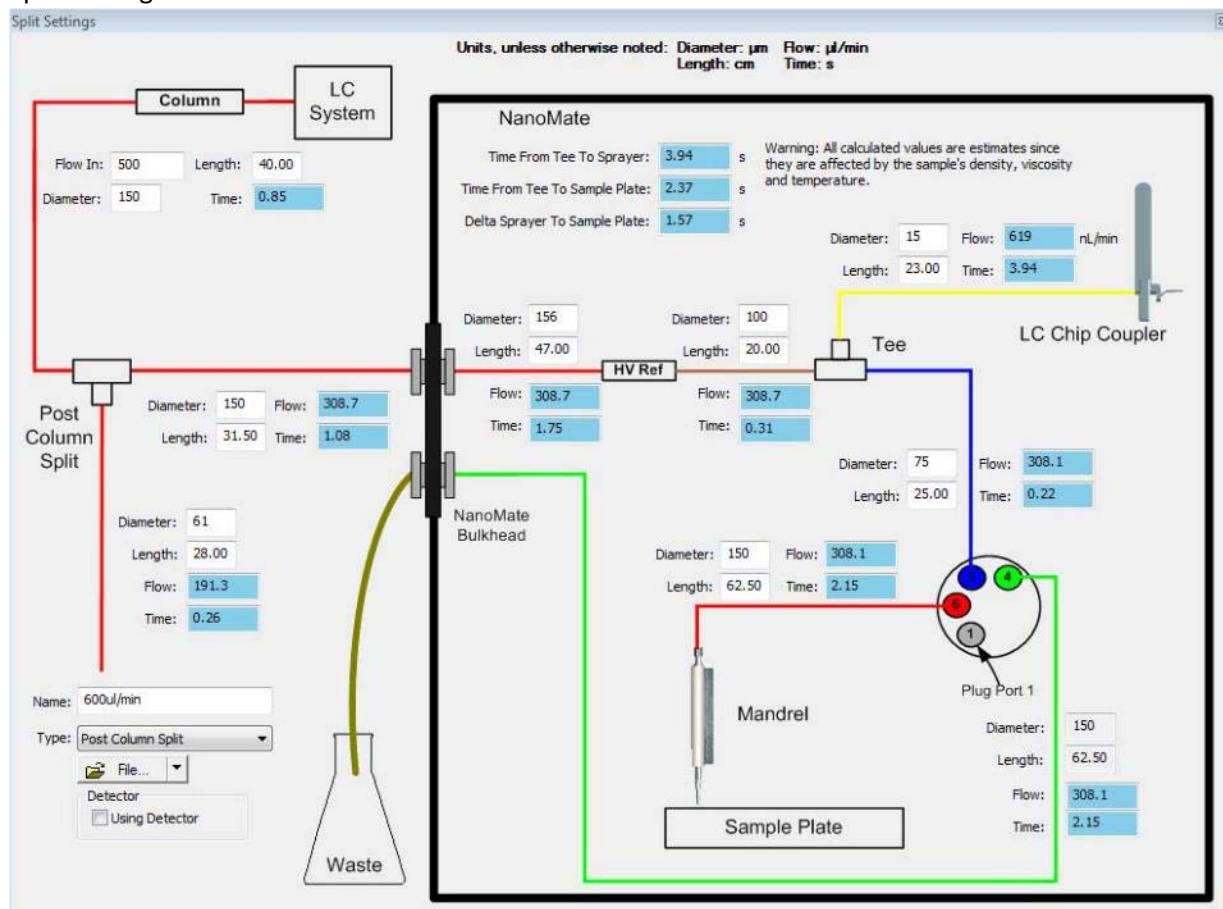 Split Settings
Units, unless otherwise noted: Diameter: µm Flow: µl/min
Length: cm Time: s
LC
System
Column
Flow In: 500 Length: 40.00
Diameter: 150 Time: 0.85
NanoMate
Time From Tee To Sprayer: 3.94 s
Time From Tee To Sample Plate: 2.37 s
Delta Sprayer To Sample Plate: 1.57 s
Warning: All calculated values are estimates since
they are affected by the sample's density, viscosity
and temperature.
Diameter: 15 Flow: 619 nL/min
Length: 23.00 Time: 3.94
LC Chip Coupler
Diameter: 156
Length: 47.00
HV Ref
Flow: 308.7
Time: 1.75
Diameter: 100
Length: 20.00
Flow: 308.7
Time: 0.31
Tee
Post
Column
Split
Diameter: 150 Flow: 308.7
Length: 31.50 Time: 1.08
NanoMate
Bulkhead
Diameter: 75 Flow: 308.1
Length: 25.00 Time: 0.22
Diameter: 61
Length: 28.00
Flow: 191.3
Time: 0.26
Diameter: 150 Flow: 308.1
Length: 62.50 Time: 2.15
4
6
1
Plug Port 1
Mandrel
Sample Plate
Diameter: 150
Length: 62.50
Flow: 308.1
Time: 2.15
Name: 600ul/min
Type: Post Column Split
File...
Detector
Using Detector
Waste